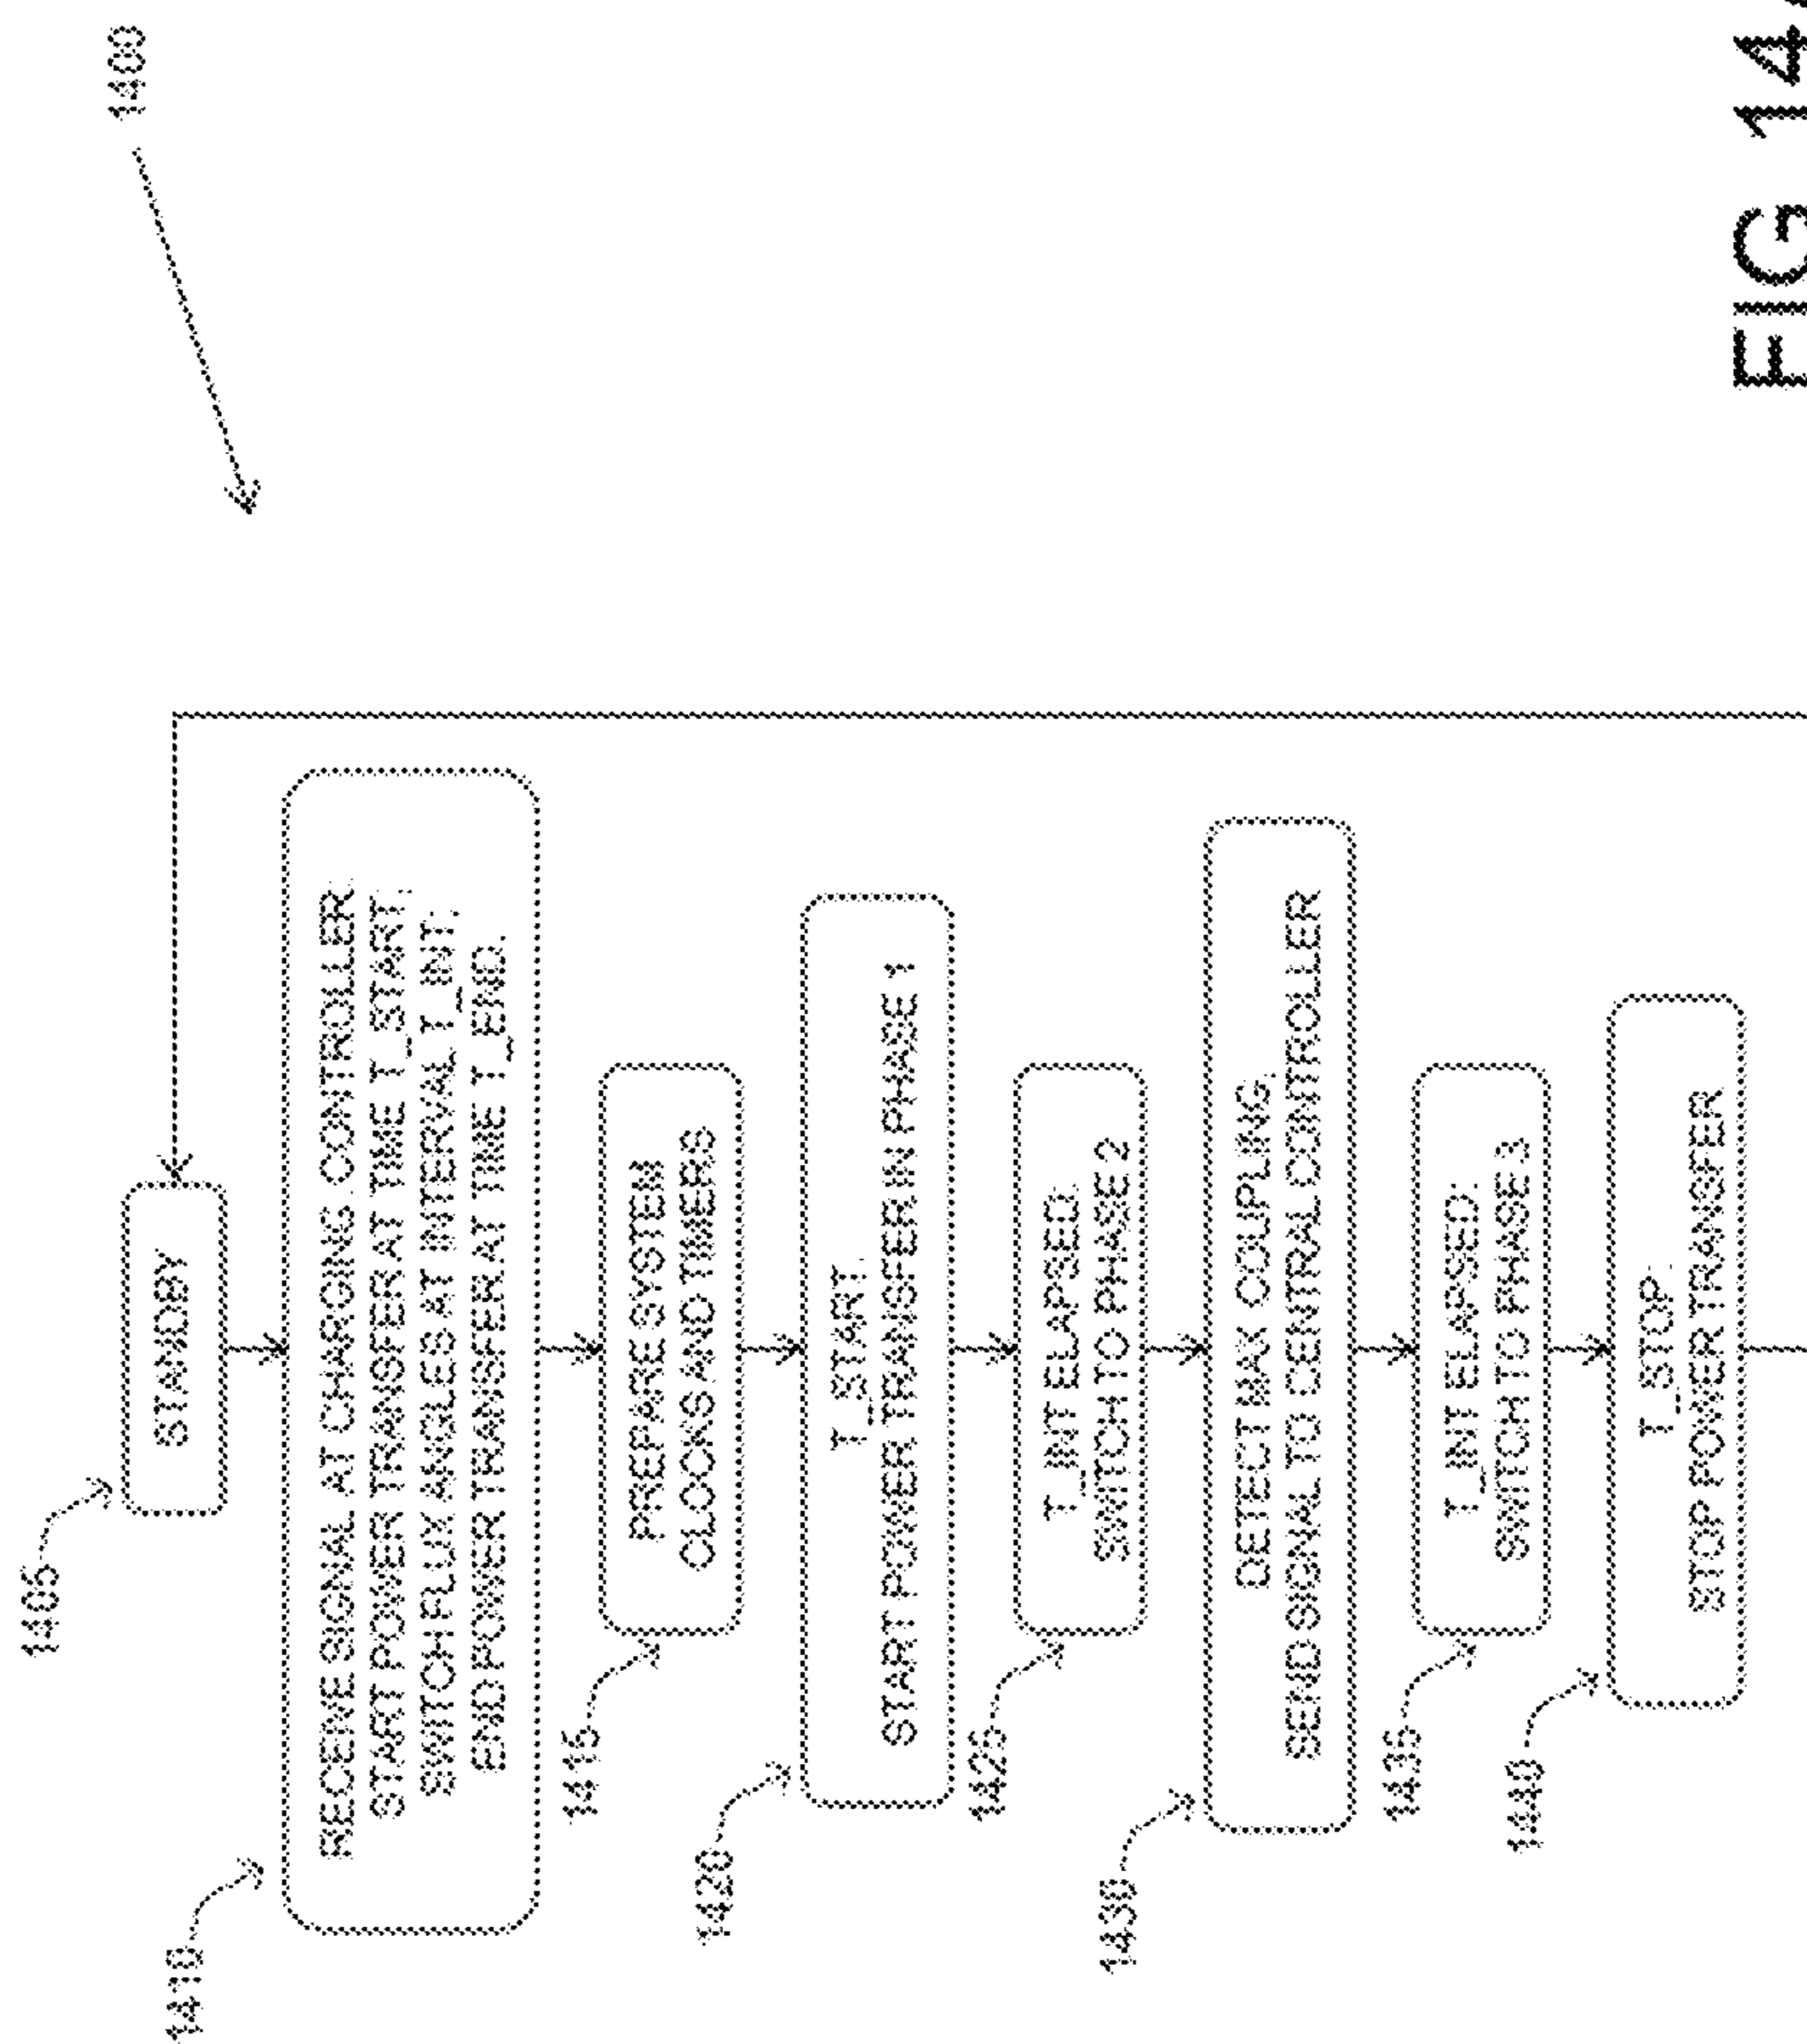 1400
1405
STANDBY
1410
RECEIVE SIGNAL AT CHARGING CONTROLLER
START POWER TRANSFER AT TIME T_START
SWITCH FLUX ANGLES AT INTERVAL T_INT.
END POWER TRANSFER AT TIME T_END.
1415
PREPARE SYSTEM
CLOCKS AND TIMERS
1420
T_START.
START POWER TRANSFER IN PHASE 1
1425
T_INT ELAPSED.
SWITCH TO PHASE 2
1430
DETECT MAX COUPLING.
SEND SIGNAL TO CENTRAL CONTROLLER
1435
T_INT ELAPSED.
SWITCH TO PHASE 3
1440
T_STOP.
STOP POWER TRANSFER
FIG 14